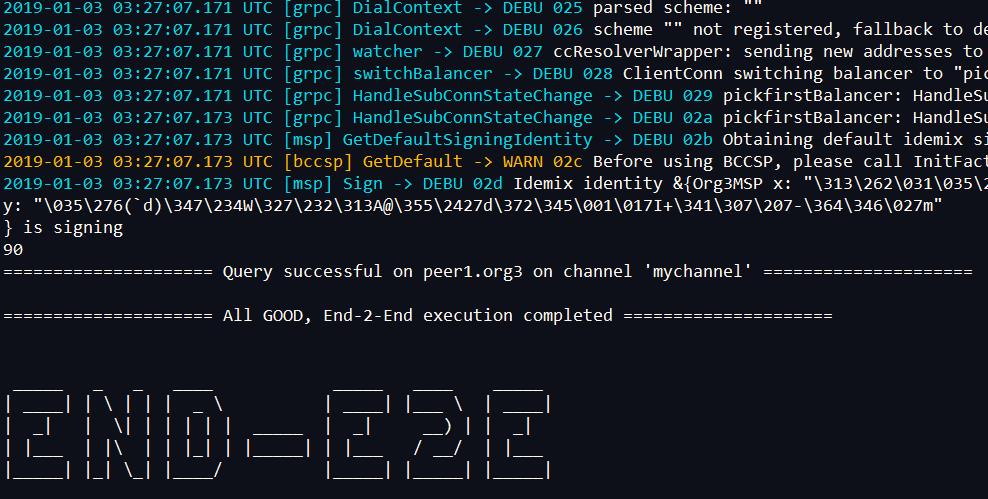 2019-01-03 03:27:07.171 UTC [grpc] DialContext -> DEBU 025 parsed scheme: ""
2019-01-03 03:27:07.171 UTC [grpc] DialContext -> DEBU 026 scheme "" not registered, fallback to de
2019-01-03 03:27:07.171 UTC [grpc] watcher -> DEBU 027 ccResolverWrapper: sending new addresses to
2019-01-03 03:27:07.171 UTC [grpc] switchBalancer -> DEBU 028 ClientConn switching balancer to "pic
2019-01-03 03:27:07.171 UTC [grpc] HandleSubConnStateChange -> DEBU 029 pickfirstBalancer: HandleSu
2019-01-03 03:27:07.173 UTC [grpc] HandleSubConnStateChange -> DEBU 02a pickfirstBalancer: HandleSu
2019-01-03 03:27:07.173 UTC [msp] GetDefaultSigningIdentity -> DEBU 02b Obtaining default idemix si
2019-01-03 03:27:07.173 UTC [bccsp] GetDefault -> WARN 02c Before using BCCSP, please call InitFact
2019-01-03 03:27:07.173 UTC [msp] Sign -> DEBU 02d Idemix identity &{Org3MSP x: "\313\262\031\035\2
y: "\035\276(`d)\347\234W\327\232\313A@\355\2427d\372\345\001\017I+\341\307\207-\364\346\027m"
} is signing
90
===================== Query successful on peer1.org3 on channel 'mychannel' =====================
===================== All GOOD, End-2-End execution completed =====================
END-E2E